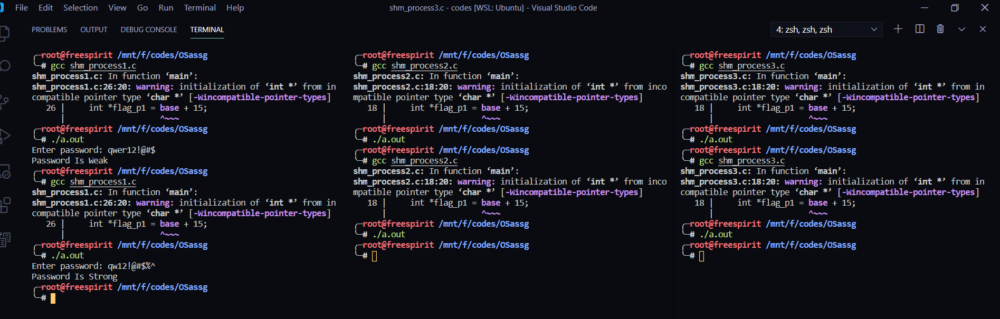 File Edit Selection View Go Run Terminal Help
shm_process3.c - codes [WSL: Ubuntu] - Visual Studio Code
PROBLEMS OUTPUT DEBUG CONSOLE TERMINAL
4: zsh, zsh, zsh
╭─root@freespirit /mnt/f/codes/OSassg
╰─# gcc shm_process1.c
shm_process1.c: In function ‘main’:
shm_process1.c:26:20: warning: initialization of ‘int *’ from in
compatible pointer type ‘char *’ [-Wincompatible-pointer-types]
   26 |     int *flag_p1 = base + 15;
      |                    ^~~~
╭─root@freespirit /mnt/f/codes/OSassg
╰─# ./a.out
Enter password: qwer12!@#$
Password Is Weak
╭─root@freespirit /mnt/f/codes/OSassg
╰─# gcc shm_process1.c
shm_process1.c: In function ‘main’:
shm_process1.c:26:20: warning: initialization of ‘int *’ from in
compatible pointer type ‘char *’ [-Wincompatible-pointer-types]
   26 |     int *flag_p1 = base + 15;
      |                    ^~~~
╭─root@freespirit /mnt/f/codes/OSassg
╰─# ./a.out
Enter password: qw12!@#$%^
Password Is Strong
╭─root@freespirit /mnt/f/codes/OSassg
╰─#
╭─root@freespirit /mnt/f/codes/OSassg
╰─# gcc shm_process2.c
shm_process2.c: In function ‘main’:
shm_process2.c:18:20: warning: initialization of ‘int *’ from inco
mpatible pointer type ‘char *’ [-Wincompatible-pointer-types]
   18 |     int *flag_p1 = base + 15;
      |                    ^~~~
╭─root@freespirit /mnt/f/codes/OSassg
╰─# ./a.out
╭─root@freespirit /mnt/f/codes/OSassg
╰─# gcc shm_process2.c
shm_process2.c: In function ‘main’:
shm_process2.c:18:20: warning: initialization of ‘int *’ from inco
mpatible pointer type ‘char *’ [-Wincompatible-pointer-types]
   18 |     int *flag_p1 = base + 15;
      |                    ^~~~
╭─root@freespirit /mnt/f/codes/OSassg
╰─# ./a.out
╭─root@freespirit /mnt/f/codes/OSassg
╰─#
╭─root@freespirit /mnt/f/codes/OSassg
╰─# gcc shm_process3.c
shm_process3.c: In function ‘main’:
shm_process3.c:18:20: warning: initialization of ‘int *’ from in
compatible pointer type ‘char *’ [-Wincompatible-pointer-types]
   18 |     int *flag_p1 = base + 15;
      |                    ^~~~
╭─root@freespirit /mnt/f/codes/OSassg
╰─# ./a.out
╭─root@freespirit /mnt/f/codes/OSassg
╰─# gcc shm_process3.c
shm_process3.c: In function ‘main’:
shm_process3.c:18:20: warning: initialization of ‘int *’ from in
compatible pointer type ‘char *’ [-Wincompatible-pointer-types]
   18 |     int *flag_p1 = base + 15;
      |                    ^~~~
╭─root@freespirit /mnt/f/codes/OSassg
╰─# ./a.out
╭─root@freespirit /mnt/f/codes/OSassg
╰─#